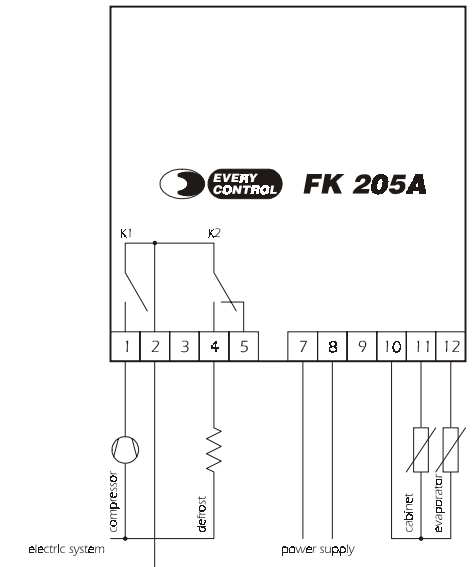 EVERY
CONTROL
FK 205A
K1 K2
1 2 3 4 5 7 8 9 10 11 12
compressor
defrost
cabinet
evaporator
electric system
power supply